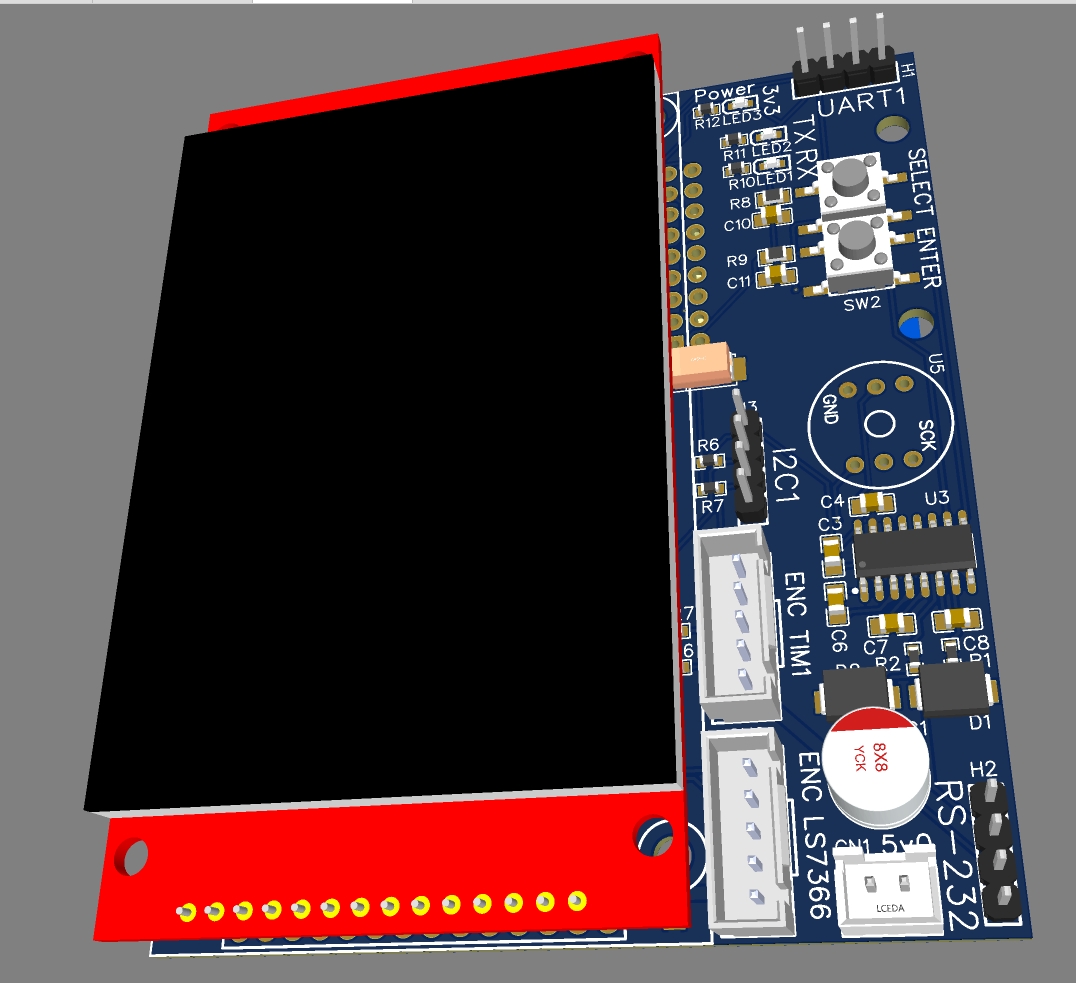 H1
UART1
Power
3V3
R12
LED3
TX
RX
R11
LED2
R10
LED1
R8
C10
R9
C11
SELECT
ENTER
SW2
U5
GND
SCK
I2C1
R6
R7
C4
U3
C3
C6
C7
C8
R2
R1
D1
ENC TIM1
8X8
YCK
H2
RS-232
ENC LS7366
CN1
5v0
LCEDA